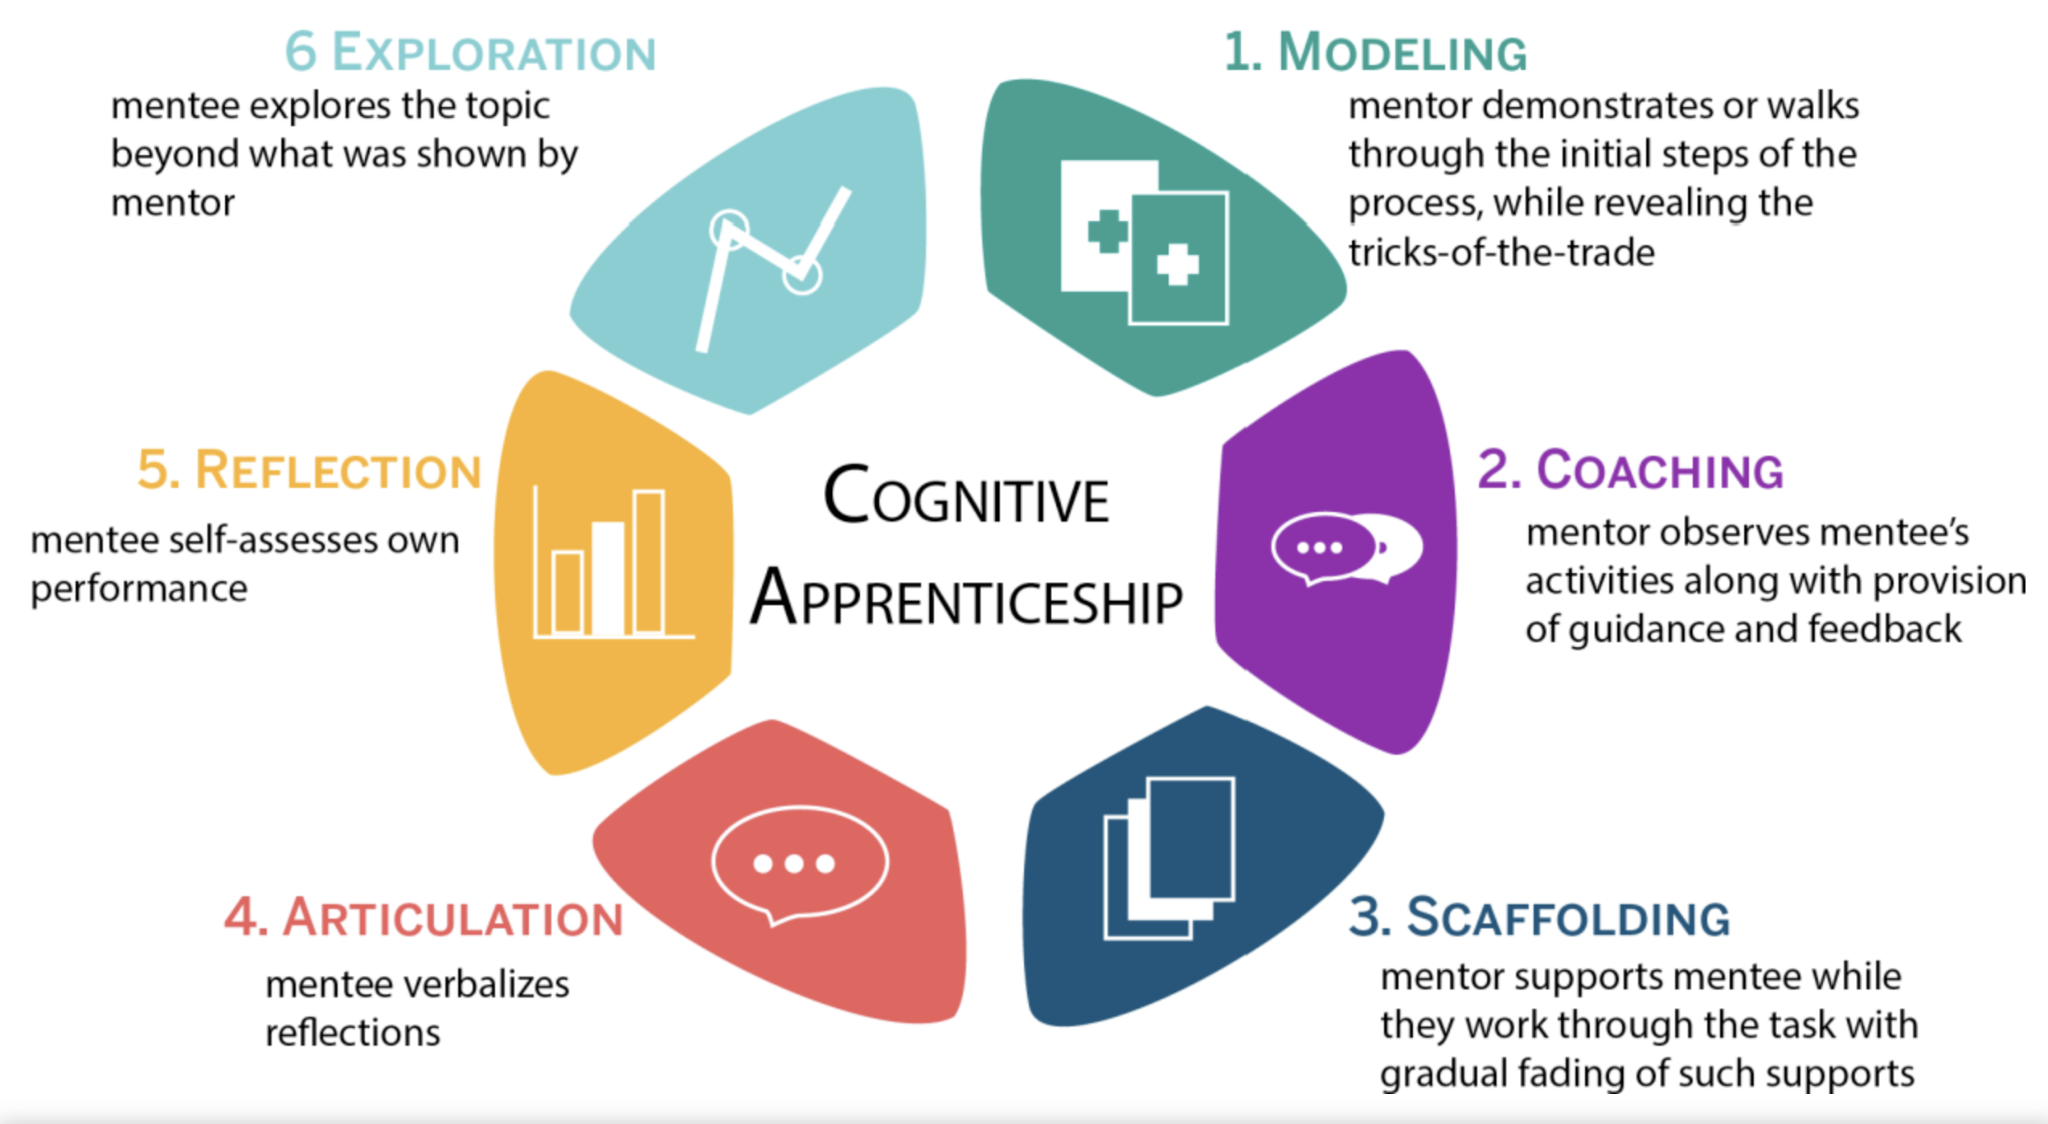 6 EXPLORATION
mentee explores the topic
beyond what was shown by
mentor
1. MODELING
mentor demonstrates or walks
through the initial steps of the
process, while revealing the
tricks-of-the-trade
5. REFLECTION
mentee self-assesses own
performance
COGNITIVE
APPRENTICESHIP
2. COACHING
mentor observes mentee’s
activities along with provision
of guidance and feedback
4. ARTICULATION
mentee verbalizes
reflections
3. SCAFFOLDING
mentor supports mentee while
they work through the task with
gradual fading of such supports